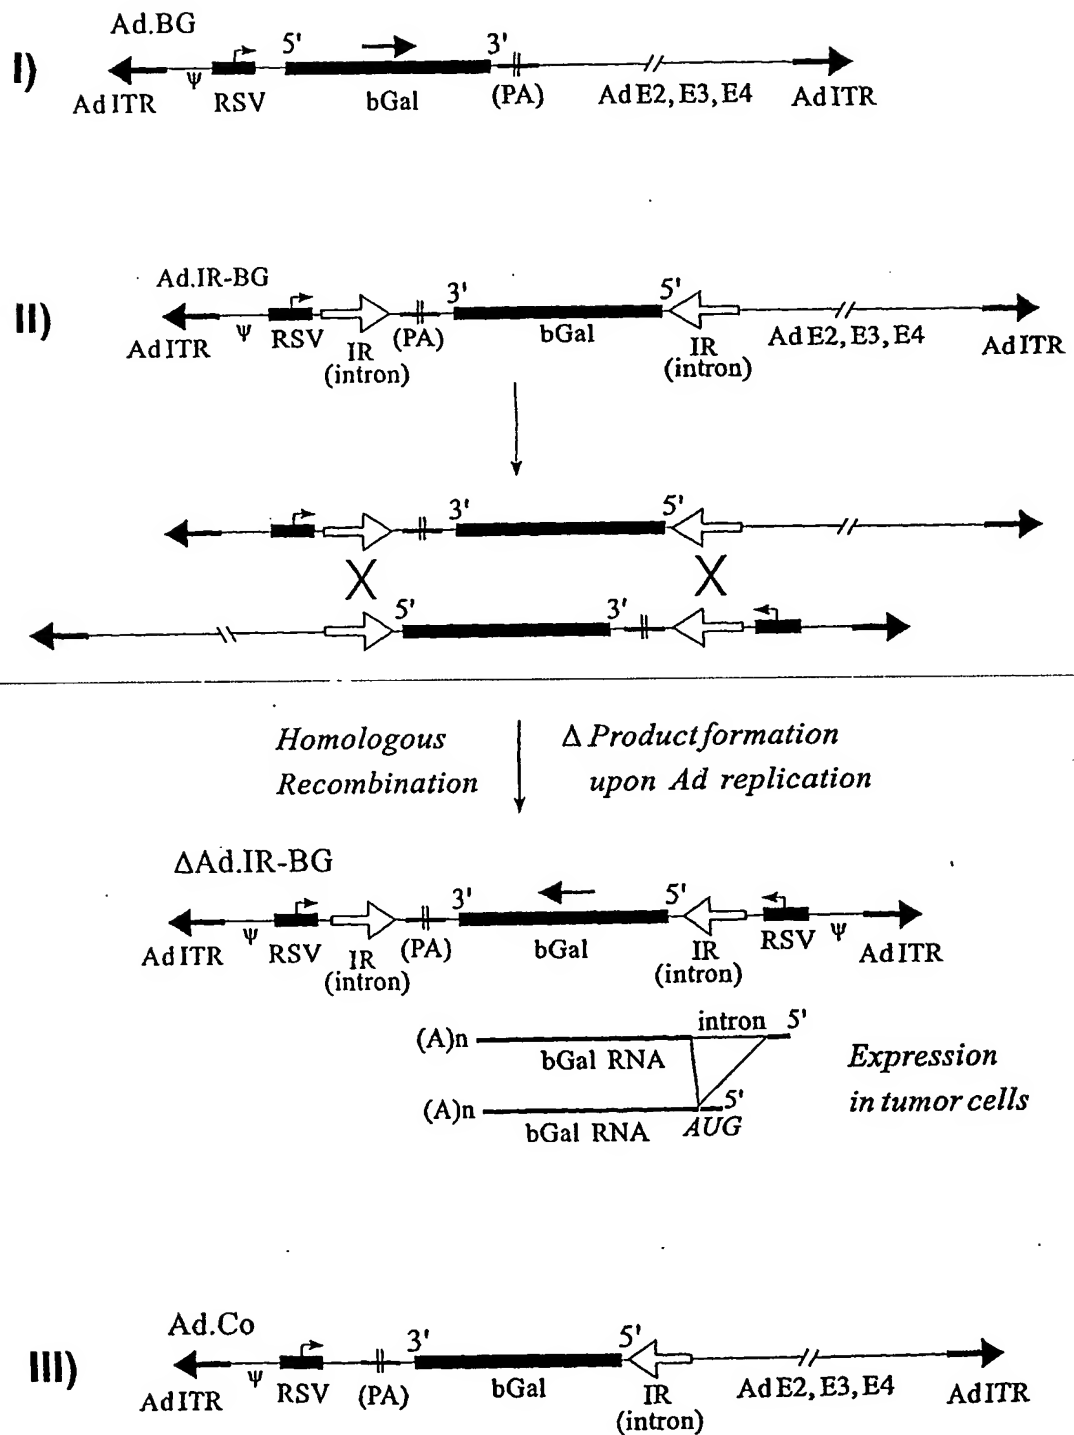 Ad.BG
I)
5' 3'
Ad ITR ψ RSV bGal (PA) Ad E2, E3, E4 Ad ITR
Ad.IR-BG
II)
3' 5'
Ad ITR ψ RSV IR (intron) (PA) bGal IR (intron) Ad E2, E3, E4 Ad ITR
3' 5'
X X
5' 3'
Homologous
Recombination
Δ Product formation
upon Ad replication
ΔAd.IR-BG
3' 5'
Ad ITR ψ RSV IR (intron) (PA) bGal IR (intron) RSV ψ Ad ITR
intron 5'
(A)n bGal RNA
5'
(A)n bGal RNA AUG
Expression
in tumor cells
Ad.Co
III)
3' 5'
Ad ITR ψ RSV (PA) bGal IR (intron) Ad E2, E3, E4 Ad ITR